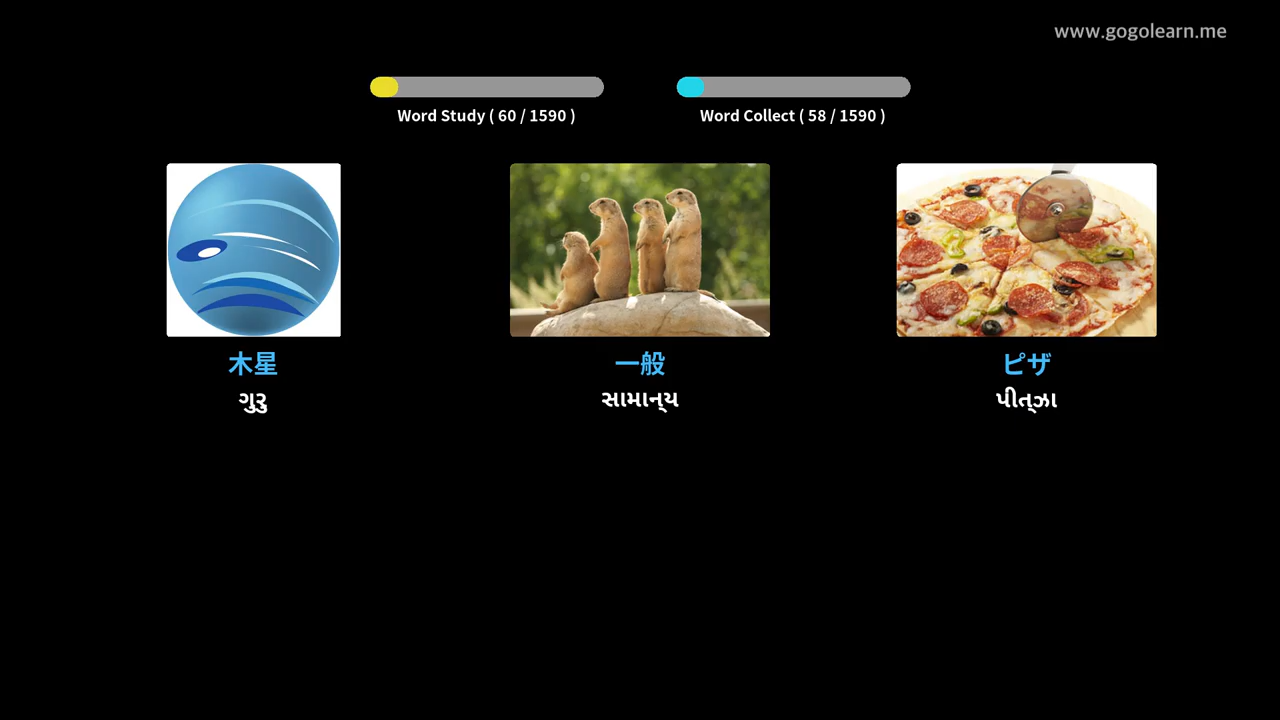 www.gogolearn.me
Word Study ( 60 / 1590 )
Word Collect ( 58 / 1590 )
木星
ગુરુ
一般
સામાન્ય
ピザ
પીત્ઝા